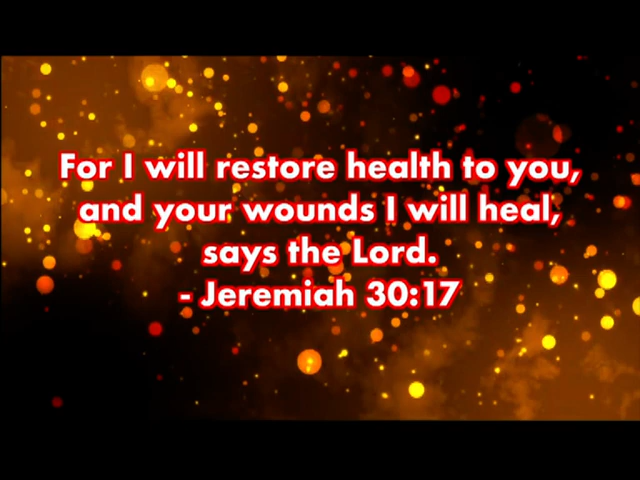 For I will restore health to you,
and your wounds I will heal,
says the Lord.
- Jeremiah 30:17